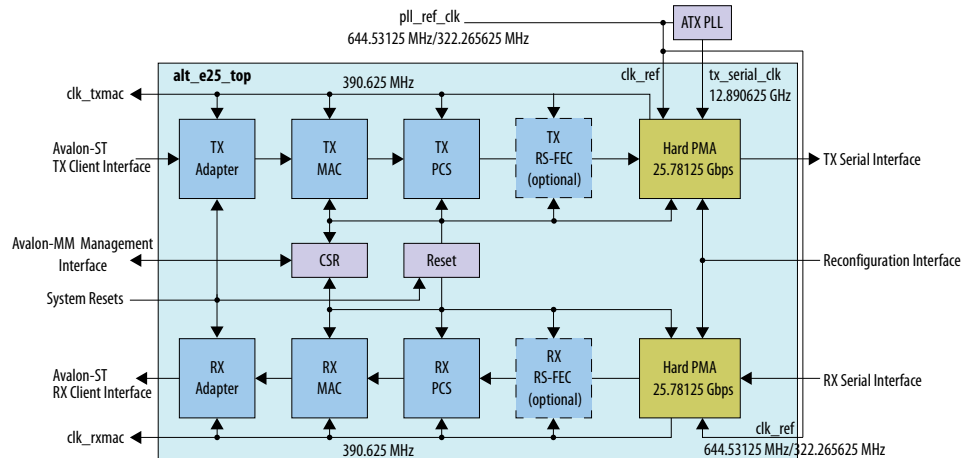 pll_ref_clk
644.53125 MHz/322.265625 MHz
ATX PLL
alt_e25_top
390.625 MHz
clk_ref
tx_serial_clk
12.890625 GHz
clk_txmac
Avalon-ST
TX Client Interface
TX
Adapter
TX
MAC
TX
PCS
TX
RS-FEC
(optional)
Hard PMA
25.78125 Gbps
TX Serial Interface
Avalon-MM Management
Interface
CSR
Reset
Reconfiguration Interface
System Resets
Avalon-ST
RX Client Interface
RX
Adapter
RX
MAC
RX
PCS
RX
RS-FEC
(optional)
Hard PMA
25.78125 Gbps
RX Serial Interface
clk_rxmac
390.625 MHz
clk_ref
644.53125 MHz/322.265625 MHz